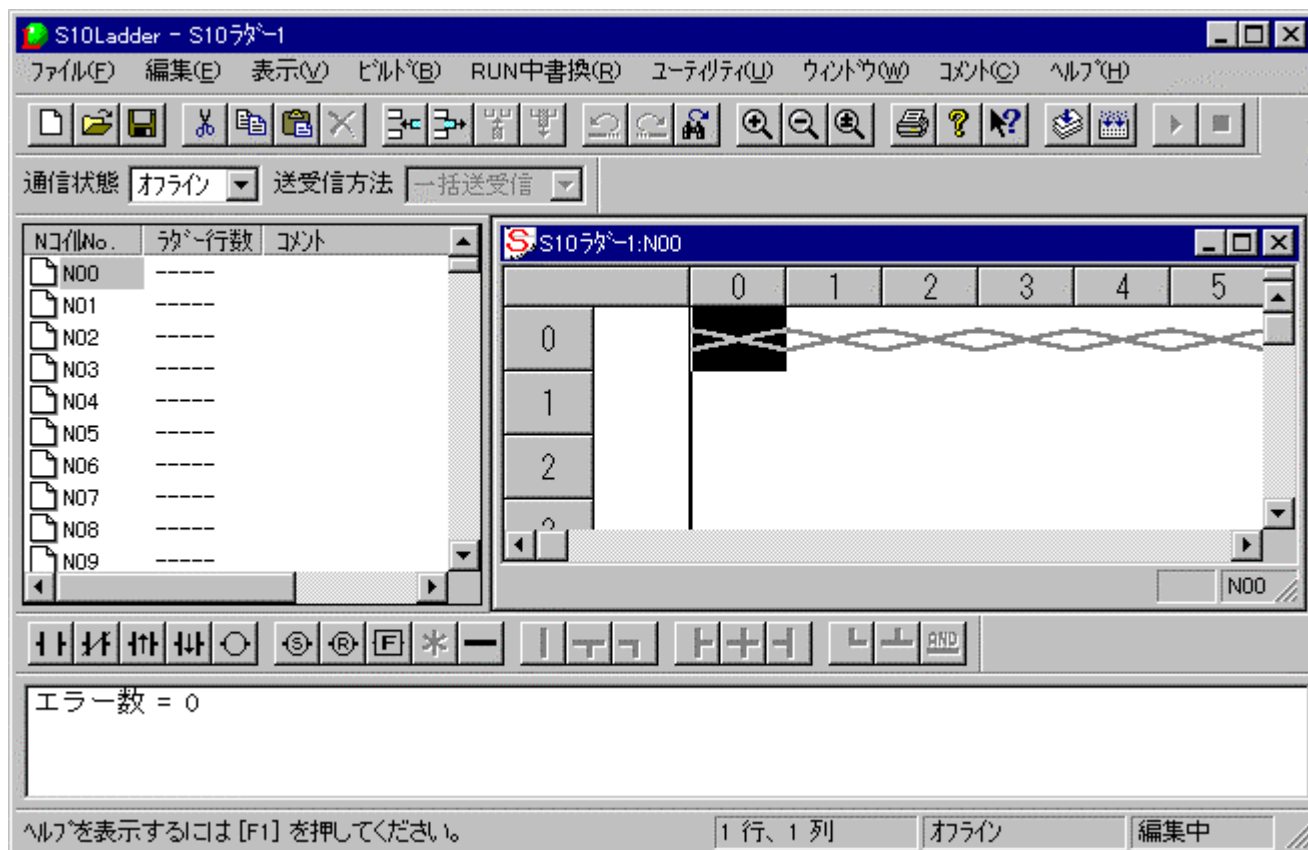 S10Ladder - S10ﾗﾀﾞｰ1
ﾌｧｲﾙ(F) 編集(E) 表示(V) ﾋﾞﾙﾄﾞ(B) RUN中書換(R) ﾕｰﾃｨﾘﾃｨ(U) ｳｨﾝﾄﾞｳ(W) ｺﾒﾝﾄ(C) ﾍﾙﾌﾟ(H)
通信状態 ｵﾌﾗｲﾝ 送受信方法 一括送受信
NｺｲﾙNo. ﾗﾀﾞｰ行数 ｺﾒﾝﾄ
N00 -----
N01 -----
N02 -----
N03 -----
N04 -----
N05 -----
N06 -----
N07 -----
N08 -----
N09 -----
S S10ﾗﾀﾞｰ1:N00
0 1 2 3 4 5
0
1
2
3
N00
S R F AND
エラー数 = 0
ﾍﾙﾌﾟを表示するには [F1] を押してください。 1 行、1 列 ｵﾌﾗｲﾝ 編集中